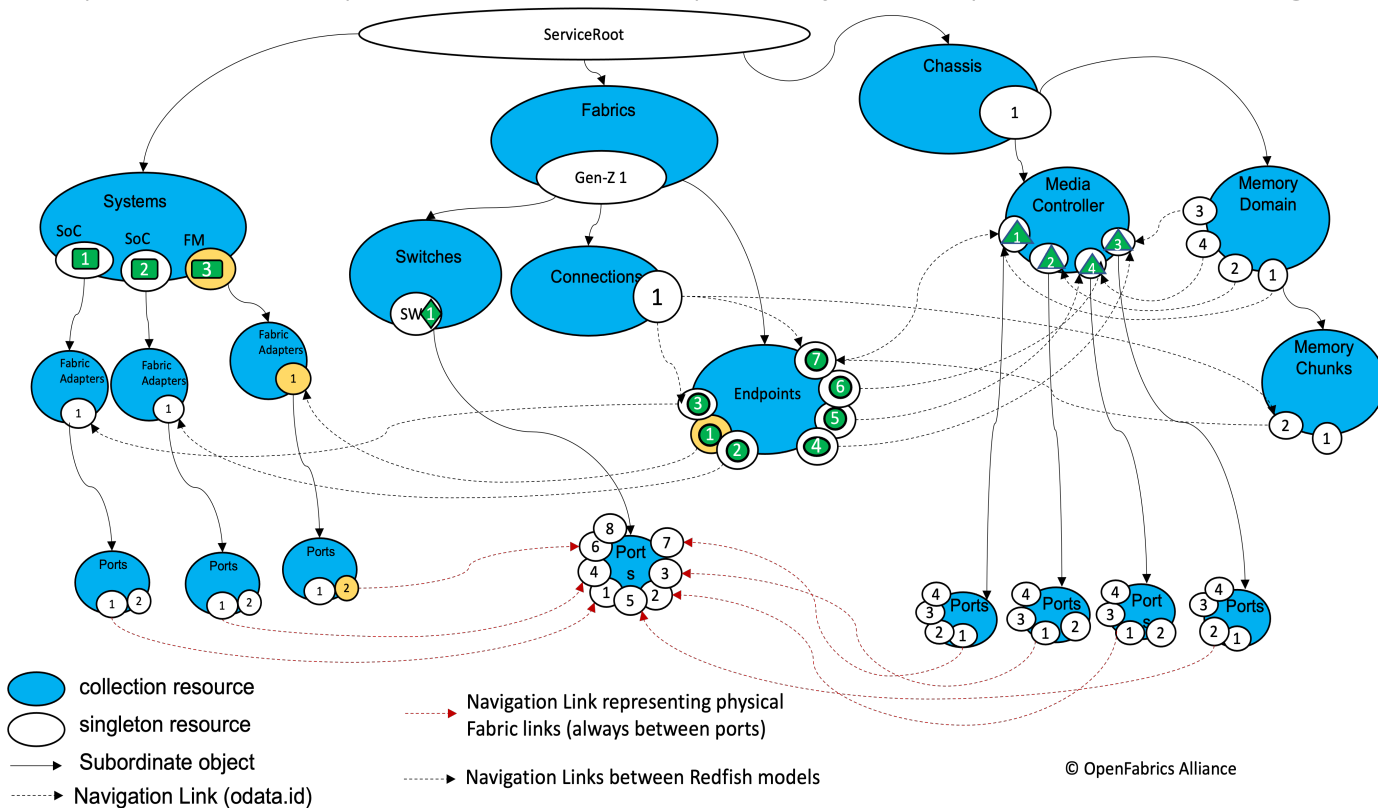 ServiceRoot
Chassis
1
Fabrics
Gen-Z 1
Systems
SoC
SoC
FM
1
2
3
Switches
SW
1
Connections
1
Media
Controller
1
2
4
3
Memory
Domain
3
4
2
1
Memory
Chunks
2
1
Fabric
Adapters
1
Fabric
Adapters
1
Fabric
Adapters
1
Endpoints
7
6
5
4
3
1
2
Ports
1
2
Ports
1
2
Ports
1
2
Port
s
8
6
4
1
5
2
3
7
Ports
4
3
2
1
Ports
4
3
1
2
Port
s
4
3
1
2
Ports
4
3
2
1
collection resource
singleton resource
Subordinate object
Navigation Link (odata.id)
Navigation Link representing physical
Fabric links (always between ports)
Navigation Links between Redfish models
© OpenFabrics Alliance